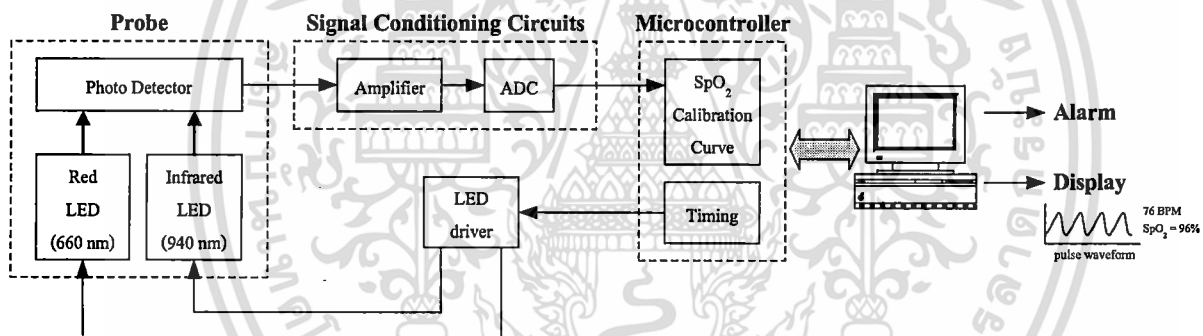 Probe
Signal Conditioning Circuits
Microcontroller
Photo Detector
Amplifier
ADC
SpO₂
Calibration
Curve
Alarm
Red
LED
(660 nm)
Infrared
LED
(940 nm)
LED
driver
Timing
Display
76 BPM
SpO₂ = 96%
pulse waveform